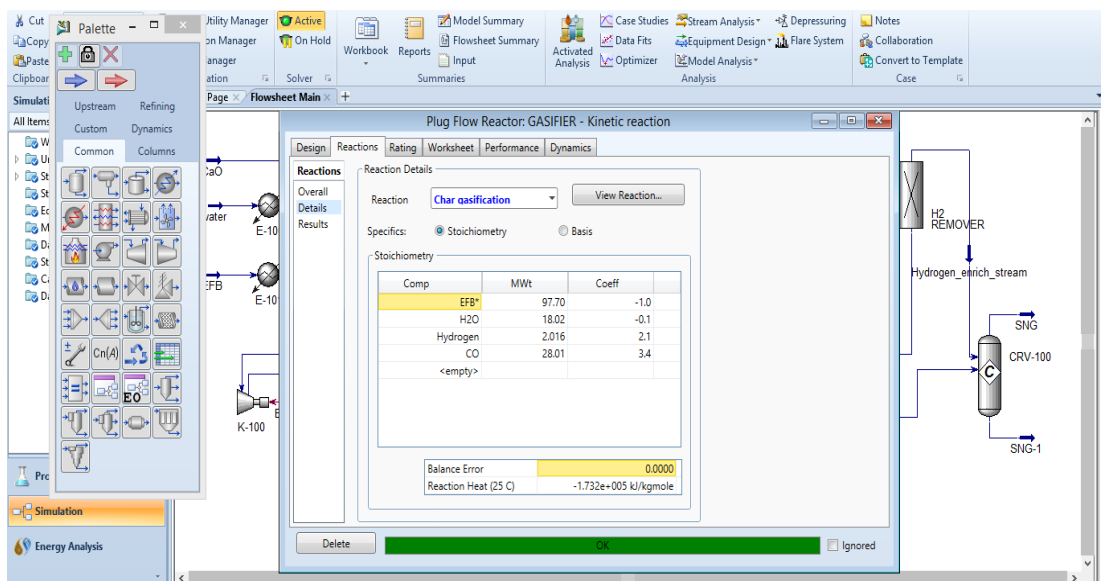 Cut
Copy
Paste
Clipboar
Palette
Utility Manager
on Manager
anager
ation
Active
On Hold
Solver
Workbook
Reports
Model Summary
Flowsheet Summary
Input
Summaries
Activated
Analysis
Case Studies
Data Fits
Optimizer
Stream Analysis
Equipment Design
Model Analysis
Depressuring
Flare System
Analysis
Notes
Collaboration
Convert to Template
Case
Simulati
All Items
Upstream Refining
Custom Dynamics
Common Columns
Cn(A)
EO
Page Flowsheet Main +
CaO
water
E-10
EFB
E-10
K-100
Plug Flow Reactor: GASIFIER - Kinetic reaction
Design Reactions Rating Worksheet Performance Dynamics
Reactions
Overall
Details
Results
Reaction Details
Reaction Char gasification View Reaction...
Specifics: Stoichiometry Basis
Stoichiometry
Comp MWt Coeff
EFB* 97.70 -1.0
H2O 18.02 -0.1
Hydrogen 2.016 2.1
CO 28.01 3.4
<empty>
Balance Error 0.0000
Reaction Heat (25 C) -1.732e+005 kJ/kgmole
Delete OK Ignored
H2
REMOVER
Hydrogen_enrich_stream
SNG
CRV-100
C
SNG-1
Pro
Simulation
Energy Analysis